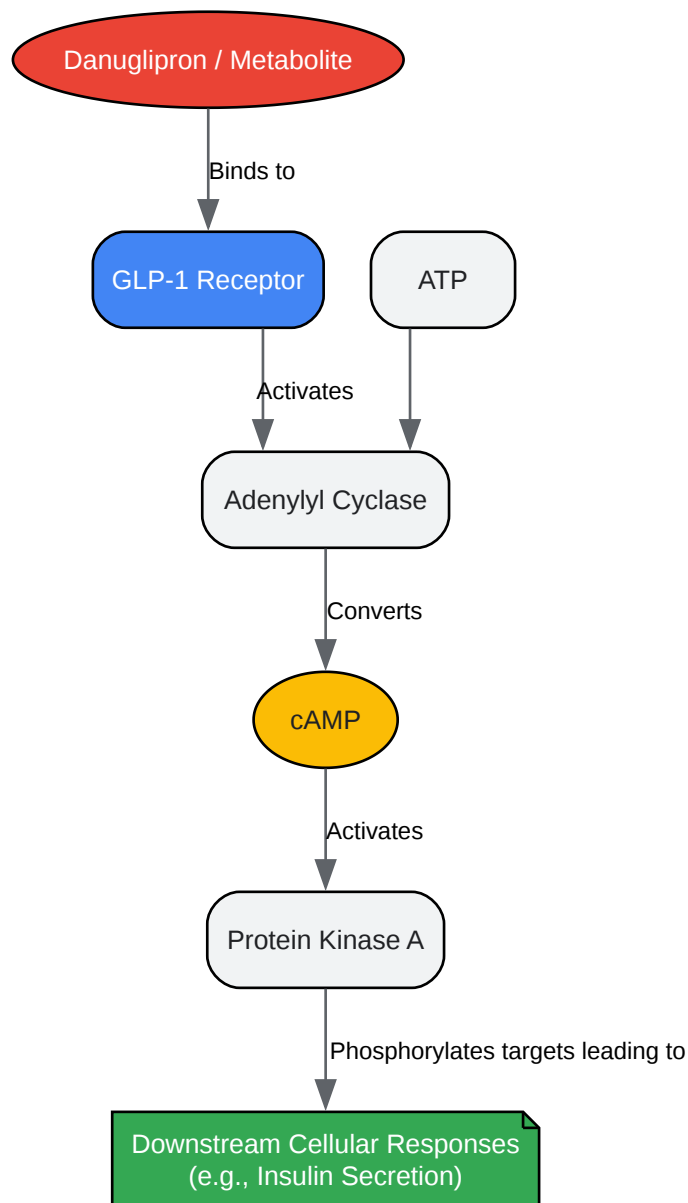 Danuglipron / Metabolite
Binds to
GLP-1 Receptor
ATP
Activates
Adenylyl Cyclase
Converts
cAMP
Activates
Protein Kinase A
Phosphorylates targets leading to
Downstream Cellular Responses
(e.g., Insulin Secretion)